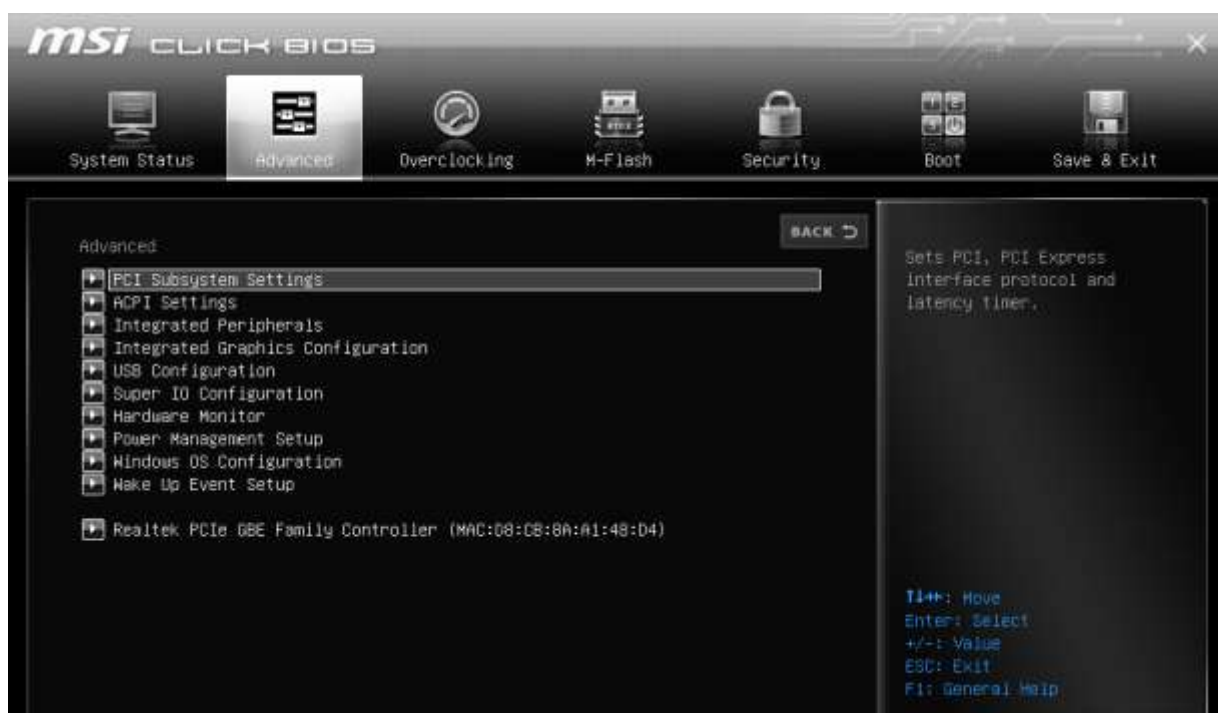 msi CLICK BIOS
System Status
Advanced
Overclocking
M-Flash
Security
Boot
Save & Exit
BACK
Advanced
PCI Subsystem Settings
ACPI Settings
Integrated Peripherals
Integrated Graphics Configuration
USB Configuration
Super IO Configuration
Hardware Monitor
Power Management Setup
Windows OS Configuration
Wake Up Event Setup
Realtek PCIe GBE Family Controller (MAC:D8:CB:8A:A1:48:D4)
Sets PCI, PCI Express
interface protocol and
latency timer.
↑↓←→: Move
Enter: Select
+/-: Value
ESC: Exit
F1: General Help